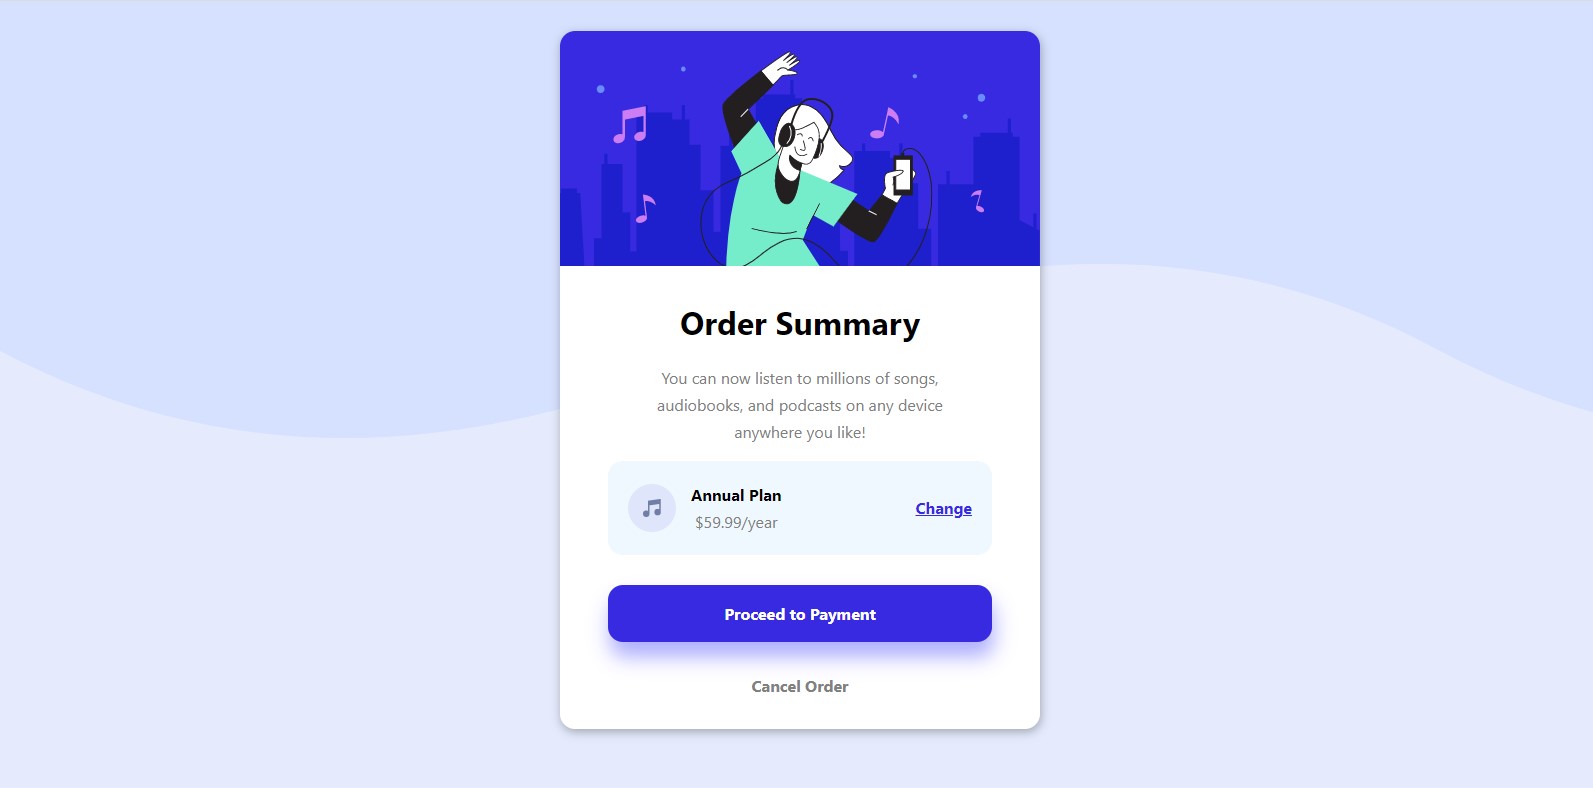 Order Summary
You can now listen to millions of songs,
audiobooks, and podcasts on any device
anywhere you like!
Annual Plan
$59.99/year
Change
Proceed to Payment
Cancel Order